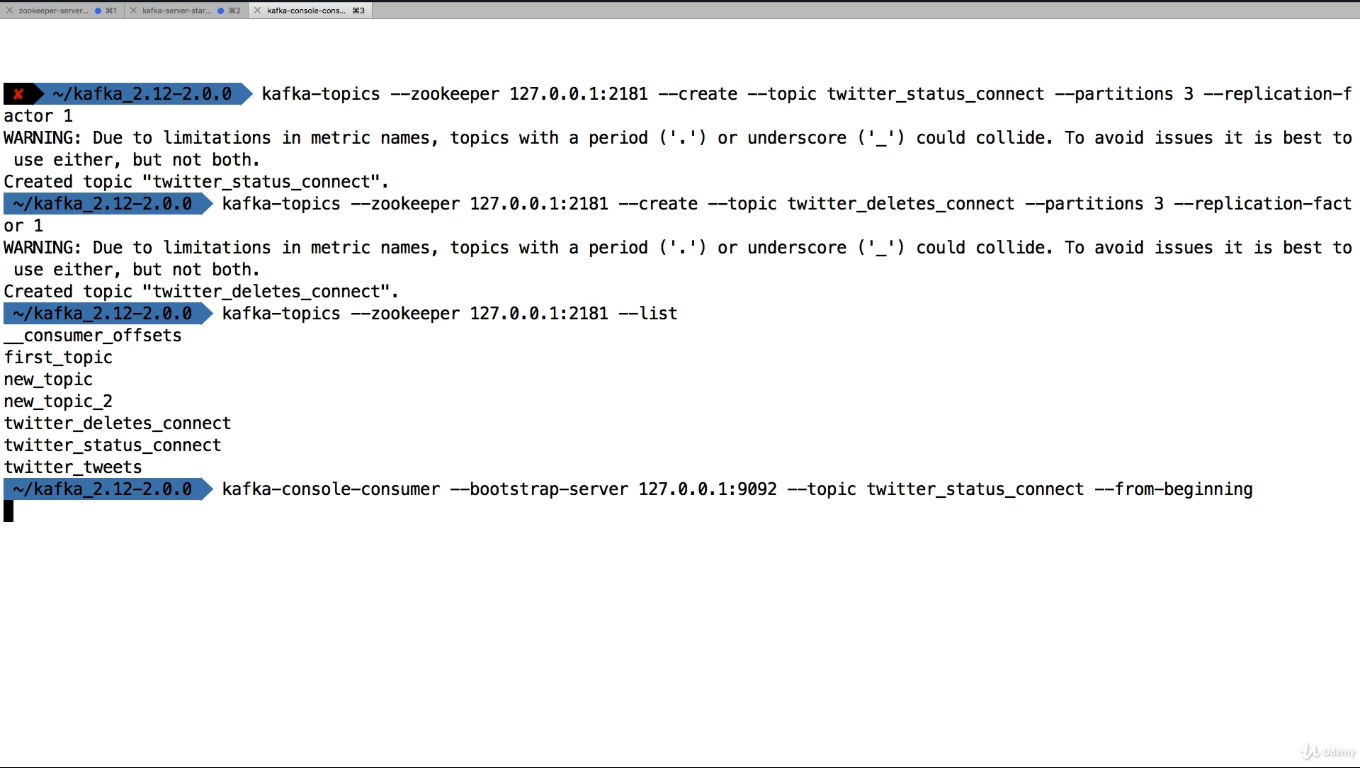 zookeeper-server... ⌘1 kafka-server-star... ⌘2 kafka-console-cons... ⌘3
✘ ~/kafka_2.12-2.0.0 kafka-topics --zookeeper 127.0.0.1:2181 --create --topic twitter_status_connect --partitions 3 --replication-f
actor 1
WARNING: Due to limitations in metric names, topics with a period ('.') or underscore ('_') could collide. To avoid issues it is best to
use either, but not both.
Created topic "twitter_status_connect".
~/kafka_2.12-2.0.0 kafka-topics --zookeeper 127.0.0.1:2181 --create --topic twitter_deletes_connect --partitions 3 --replication-fact
or 1
WARNING: Due to limitations in metric names, topics with a period ('.') or underscore ('_') could collide. To avoid issues it is best to
use either, but not both.
Created topic "twitter_deletes_connect".
~/kafka_2.12-2.0.0 kafka-topics --zookeeper 127.0.0.1:2181 --list
__consumer_offsets
first_topic
new_topic
new_topic_2
twitter_deletes_connect
twitter_status_connect
twitter_tweets
~/kafka_2.12-2.0.0 kafka-console-consumer --bootstrap-server 127.0.0.1:9092 --topic twitter_status_connect --from-beginning
Udemy